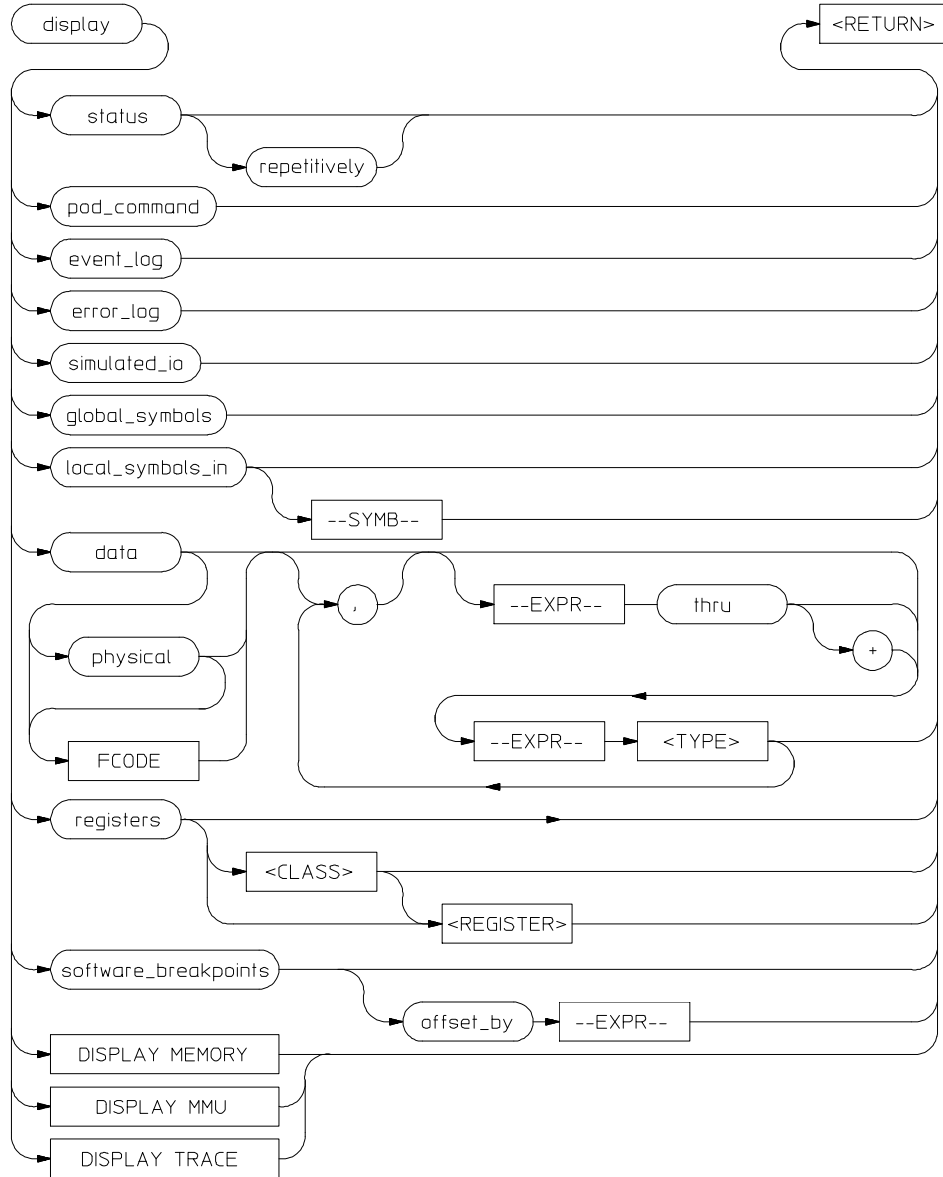 display
<RETURN>
status
repetitively
pod_command
event_log
error_log
simulated_io
global_symbols
local_symbols_in
--SYMB--
data
,
--EXPR--
thru
+
physical
--EXPR--
<TYPE>
FCODE
registers
<CLASS>
<REGISTER>
software_breakpoints
offset_by
--EXPR--
DISPLAY MEMORY
DISPLAY MMU
DISPLAY TRACE